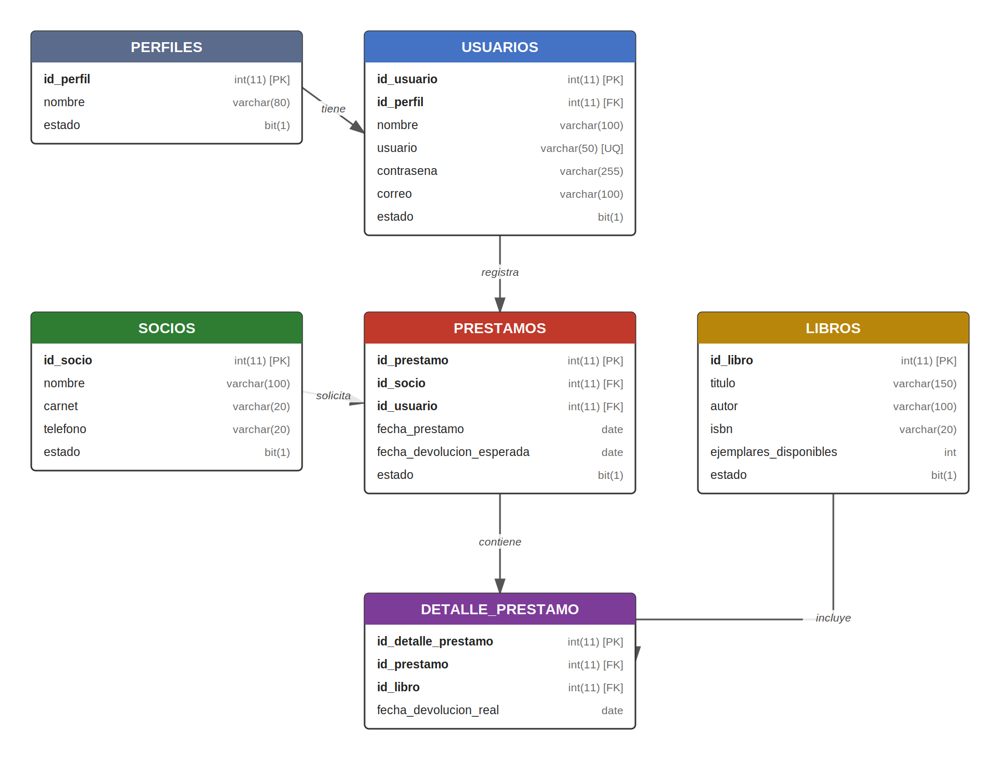 PERFILES
id_perfil int(11) [PK]
nombre varchar(80)
estado bit(1)
tiene
USUARIOS
id_usuario int(11) [PK]
id_perfil int(11) [FK]
nombre varchar(100)
usuario varchar(50) [UQ]
contrasena varchar(255)
correo varchar(100)
estado bit(1)
registra
SOCIOS
id_socio int(11) [PK]
nombre varchar(100)
carnet varchar(20)
telefono varchar(20)
estado bit(1)
solicita
PRESTAMOS
id_prestamo int(11) [PK]
id_socio int(11) [FK]
id_usuario int(11) [FK]
fecha_prestamo date
fecha_devolucion_esperada date
estado bit(1)
LIBROS
id_libro int(11) [PK]
titulo varchar(150)
autor varchar(100)
isbn varchar(20)
ejemplares_disponibles int
estado bit(1)
contiene
incluye
DETALLE_PRESTAMO
id_detalle_prestamo int(11) [PK]
id_prestamo int(11) [FK]
id_libro int(11) [FK]
fecha_devolucion_real date